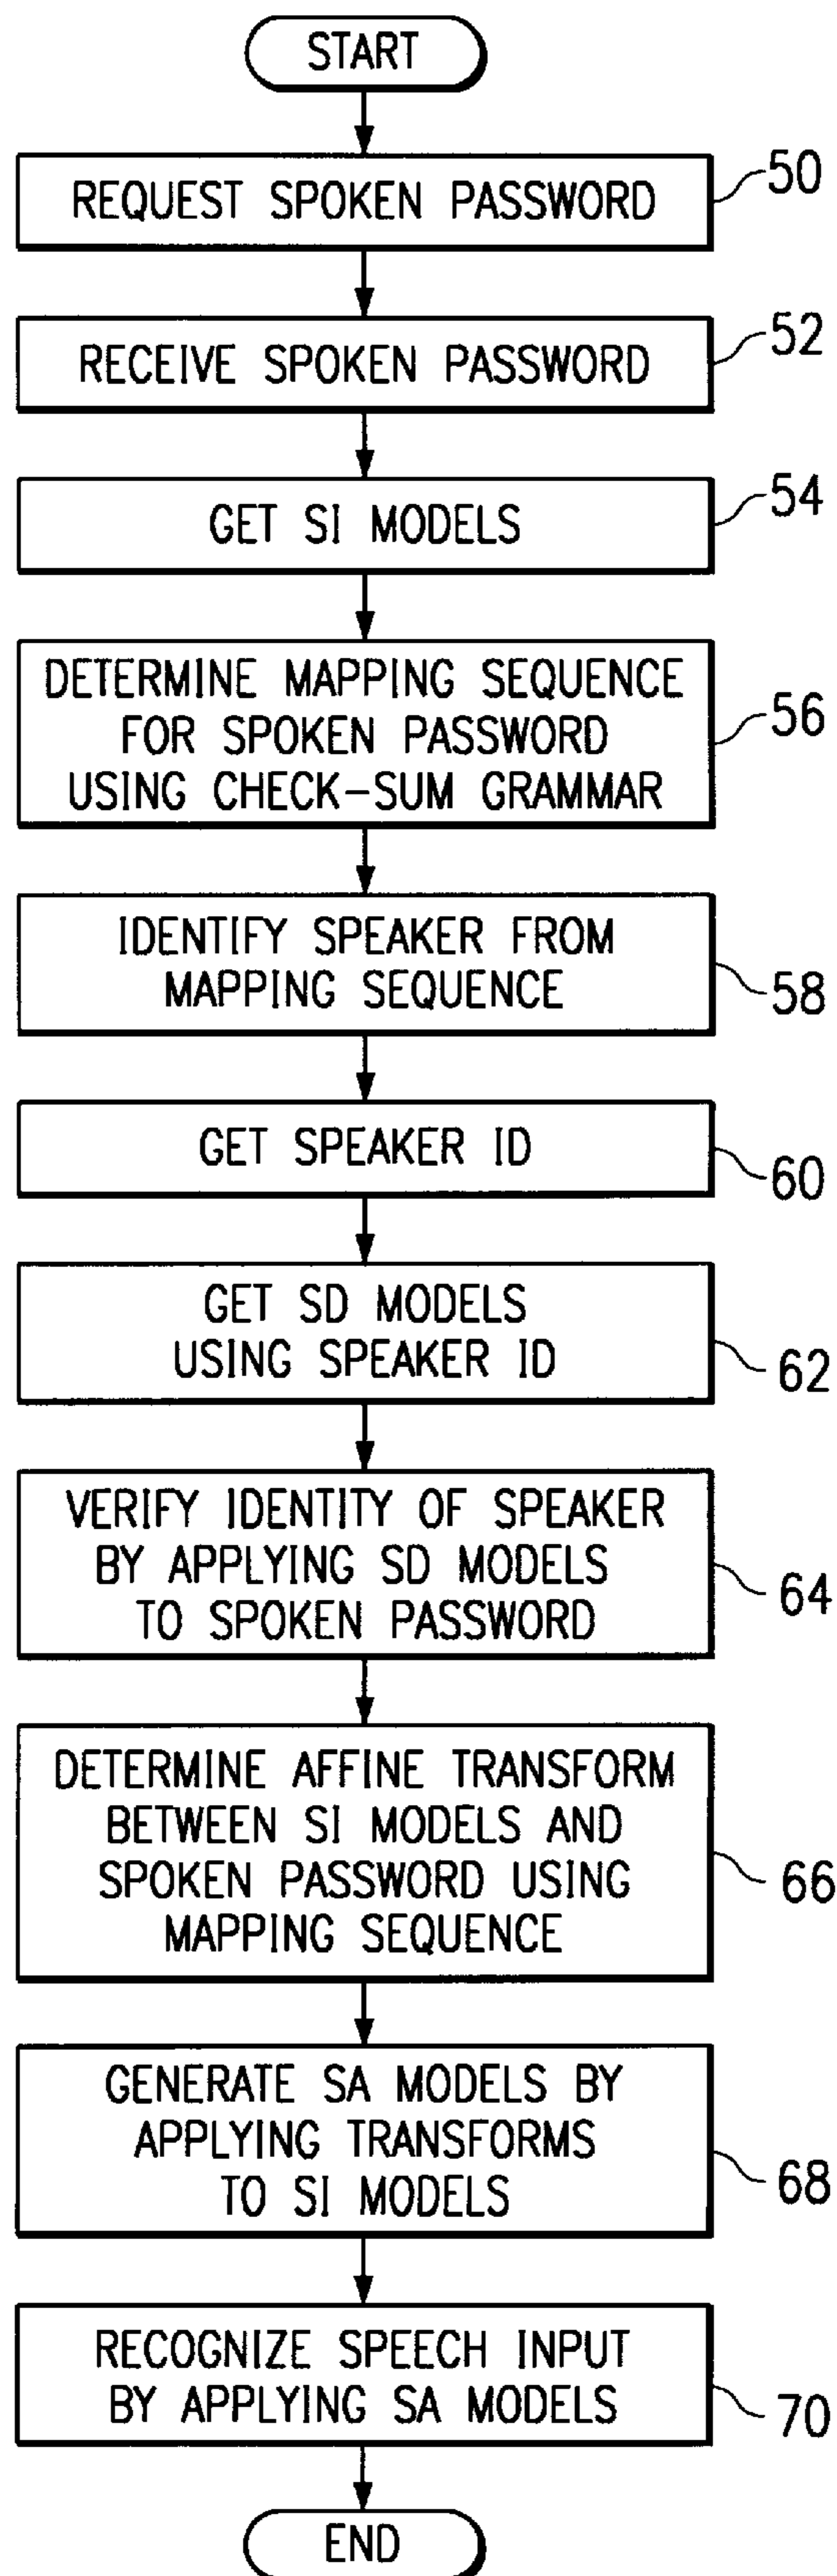 START
REQUEST SPOKEN PASSWORD
50
RECEIVE SPOKEN PASSWORD
52
GET SI MODELS
54
DETERMINE MAPPING SEQUENCE
FOR SPOKEN PASSWORD
USING CHECK-SUM GRAMMAR
56
IDENTIFY SPEAKER FROM
MAPPING SEQUENCE
58
GET SPEAKER ID
60
GET SD MODELS
USING SPEAKER ID
62
VERIFY IDENTITY OF SPEAKER
BY APPLYING SD MODELS
TO SPOKEN PASSWORD
64
DETERMINE AFFINE TRANSFORM
BETWEEN SI MODELS AND
SPOKEN PASSWORD USING
MAPPING SEQUENCE
66
GENERATE SA MODELS BY
APPLYING TRANSFORMS
TO SI MODELS
68
RECOGNIZE SPEECH INPUT
BY APPLYING SA MODELS
70
END